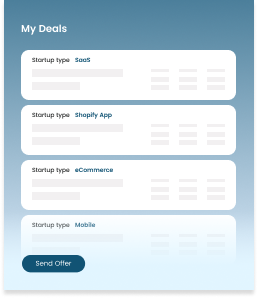 My Deals
Startup type SaaS
Startup type Shopify App
Startup type eCommerce
Startup type Mobile
Send Offer